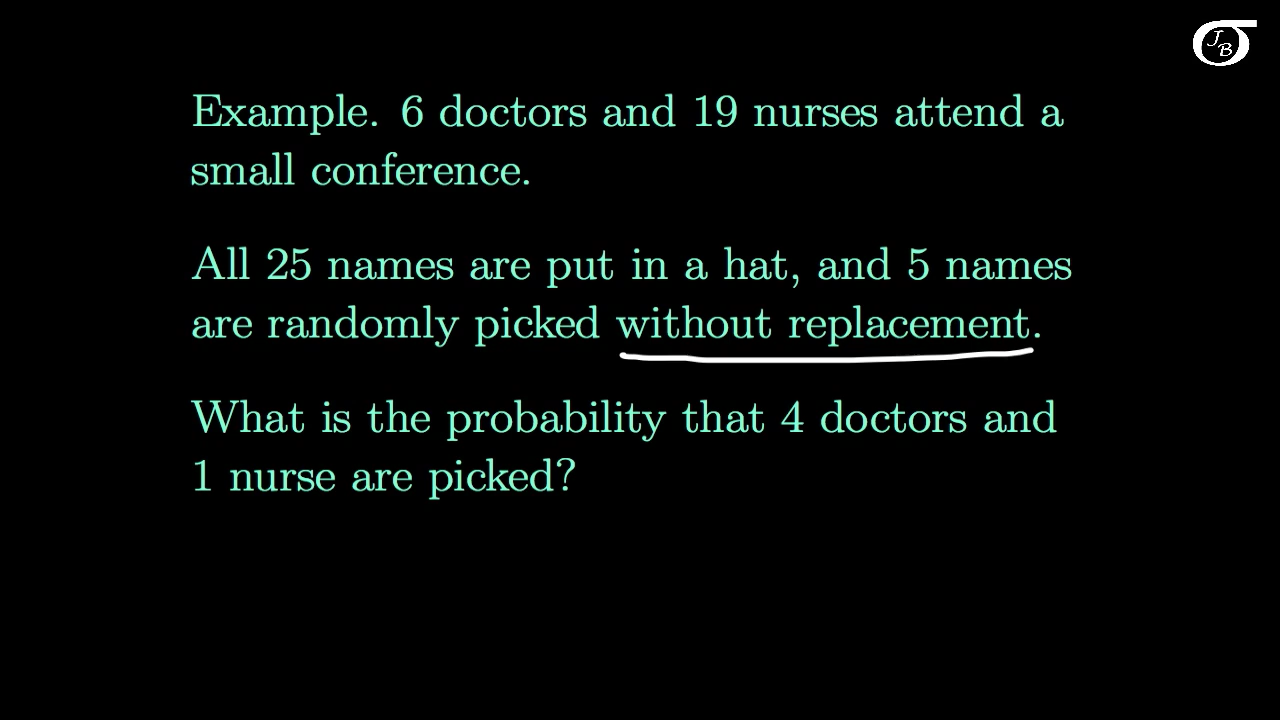 JB
Example. 6 doctors and 19 nurses attend a
small conference.
All 25 names are put in a hat, and 5 names
are randomly picked without replacement.
What is the probability that 4 doctors and
1 nurse are picked?